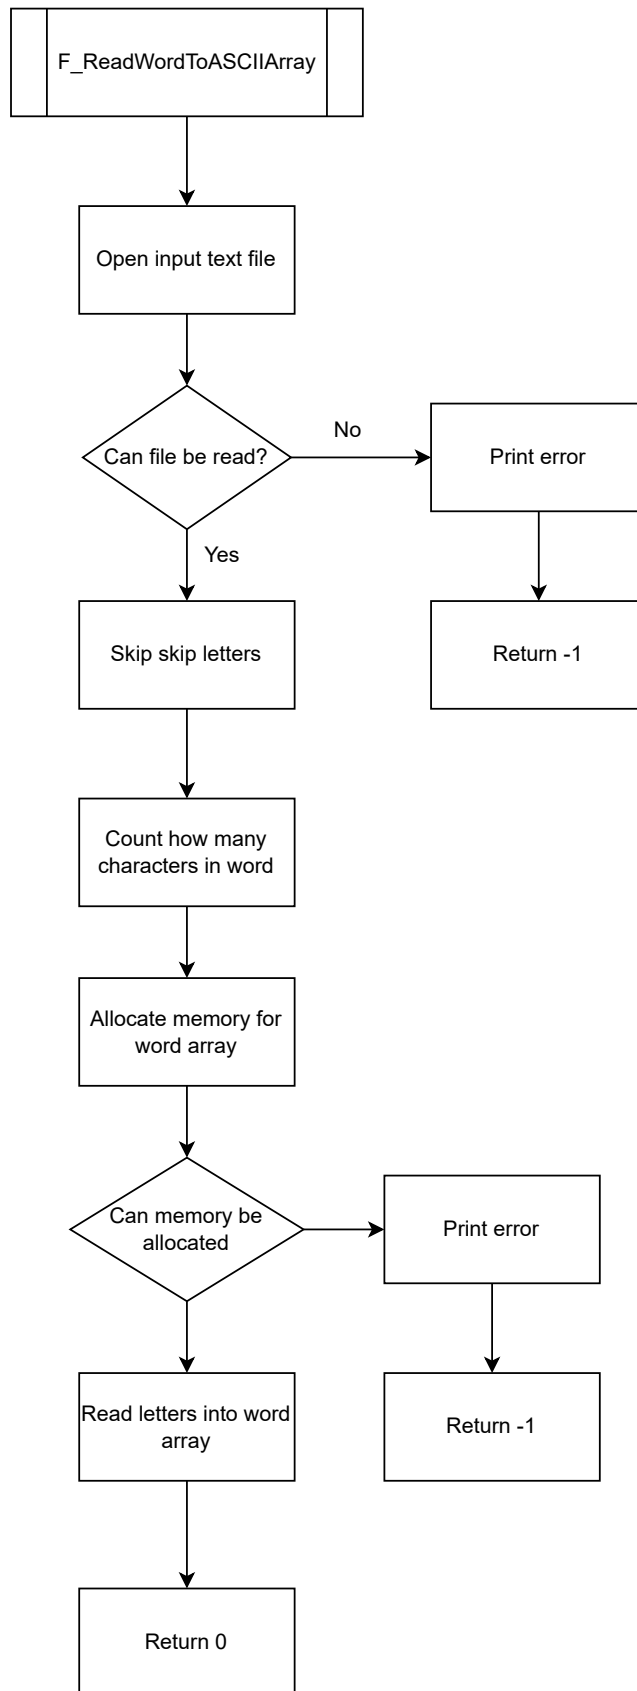 F_ReadWordToASCIIArray
Open input text file
Can file be read?
No
Print error
Yes
Skip skip letters
Return -1
Count how many
characters in word
Allocate memory for
word array
Can memory be
allocated
Print error
Read letters into word
array
Return -1
Return 0